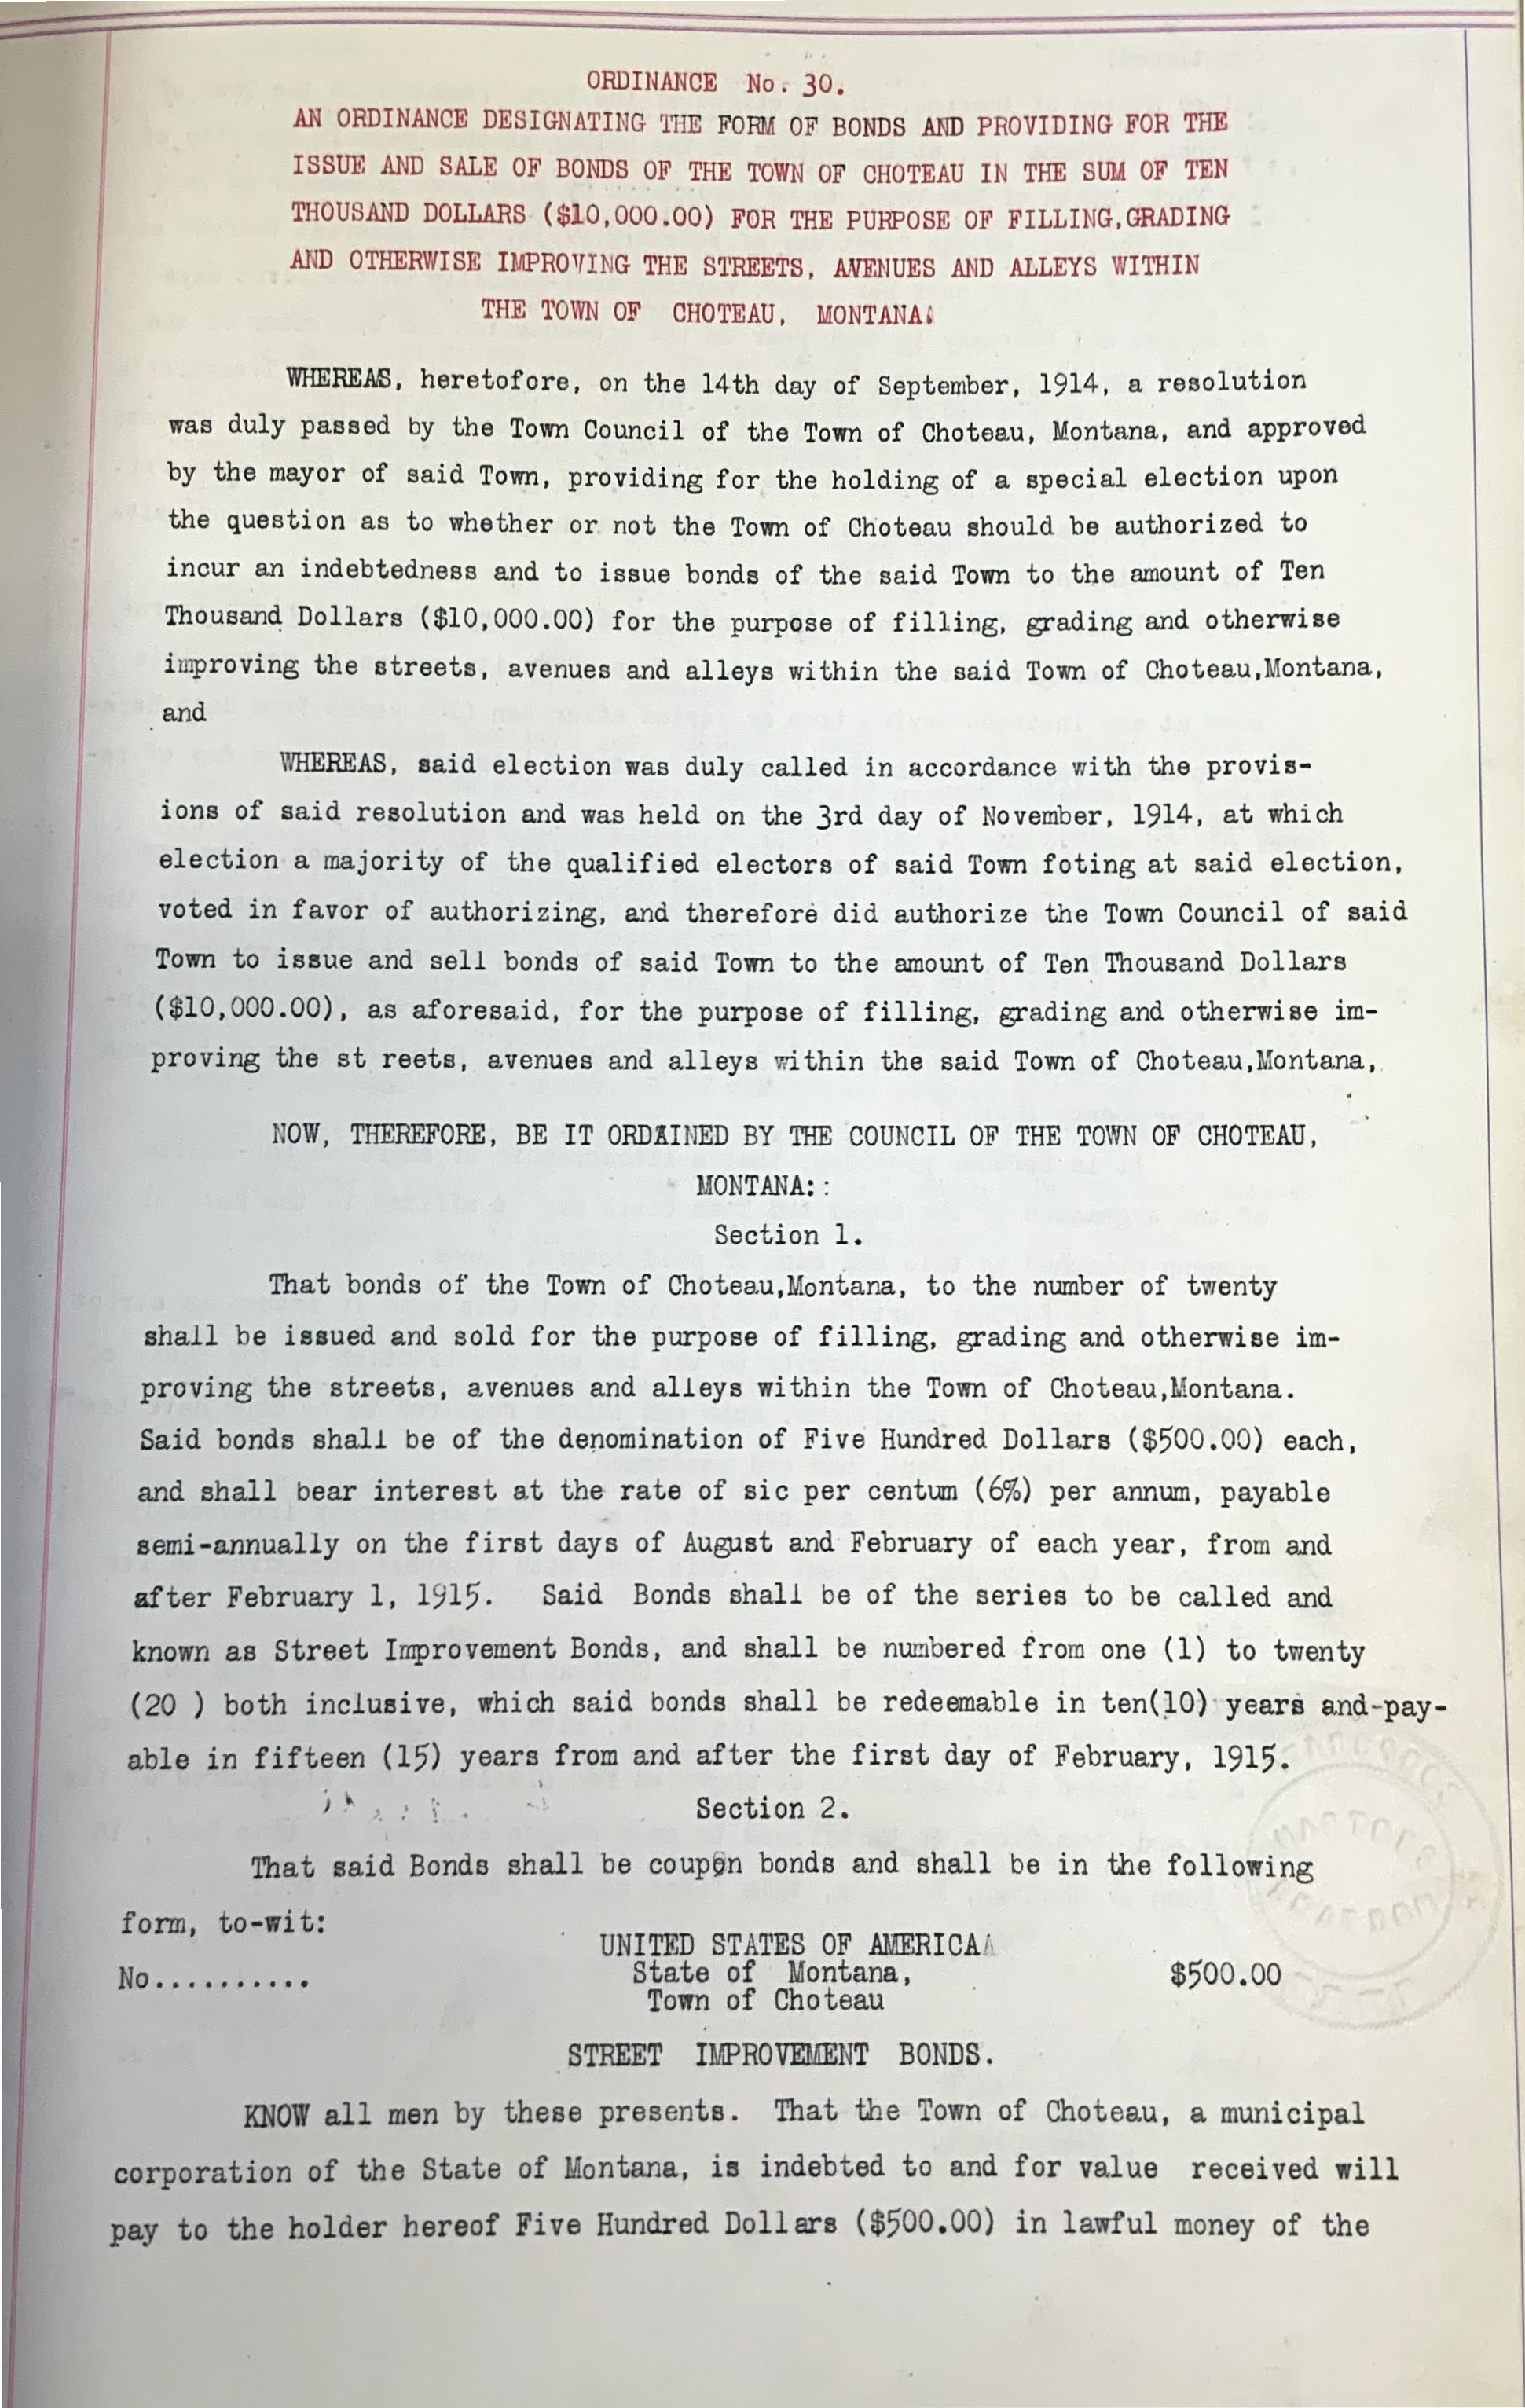 ORDINANCE No. 30.
AN ORDINANCE DESIGNATING THE FORM OF BONDS AND PROVIDING FOR THE
ISSUE AND SALE OF BONDS OF THE TOWN OF CHOTEAU IN THE SUM OF TEN
THOUSAND DOLLARS ($10,000.00) FOR THE PURPOSE OF FILLING,GRADING
AND OTHERWISE IMPROVING THE STREETS, AVENUES AND ALLEYS WITHIN
THE TOWN OF CHOTEAU, MONTANA.
WHEREAS, heretofore, on the 14th day of September, 1914, a resolution
was duly passed by the Town Council of the Town of Choteau, Montana, and approved
by the mayor of said Town, providing for the holding of a special election upon
the question as to whether or not the Town of Choteau should be authorized to
incur an indebtedness and to issue bonds of the said Town to the amount of Ten
Thousand Dollars ($10,000.00) for the purpose of filling, grading and otherwise
improving the streets, avenues and alleys within the said Town of Choteau,Montana,
and
WHEREAS, said election was duly called in accordance with the provis-
ions of said resolution and was held on the 3rd day of November, 1914, at which
election a majority of the qualified electors of said Town foting at said election,
voted in favor of authorizing, and therefore did authorize the Town Council of said
Town to issue and sell bonds of said Town to the amount of Ten Thousand Dollars
($10,000.00), as aforesaid, for the purpose of filling, grading and otherwise im-
proving the st reets, avenues and alleys within the said Town of Choteau,Montana,
NOW, THEREFORE, BE IT ORDAINED BY THE COUNCIL OF THE TOWN OF CHOTEAU,
MONTANA: :
Section 1.
That bonds of the Town of Choteau,Montana, to the number of twenty
shall be issued and sold for the purpose of filling, grading and otherwise im-
proving the streets, avenues and alleys within the Town of Choteau,Montana.
Said bonds shall be of the denomination of Five Hundred Dollars ($500.00) each,
and shall bear interest at the rate of sic per centum (6%) per annum, payable
semi-annually on the first days of August and February of each year, from and
after February 1, 1915. Said Bonds shall be of the series to be called and
known as Street Improvement Bonds, and shall be numbered from one (1) to twenty
(20 ) both inclusive, which said bonds shall be redeemable in ten(10) years and-pay-
able in fifteen (15) years from and after the first day of February, 1915.
Section 2.
That said Bonds shall be coupon bonds and shall be in the following
form, to-wit:
UNITED STATES OF AMERICA
No.......... State of Montana, $500.00
Town of Choteau
STREET IMPROVEMENT BONDS.
KNOW all men by these presents. That the Town of Choteau, a municipal
corporation of the State of Montana, is indebted to and for value received will
pay to the holder hereof Five Hundred Dollars ($500.00) in lawful money of the